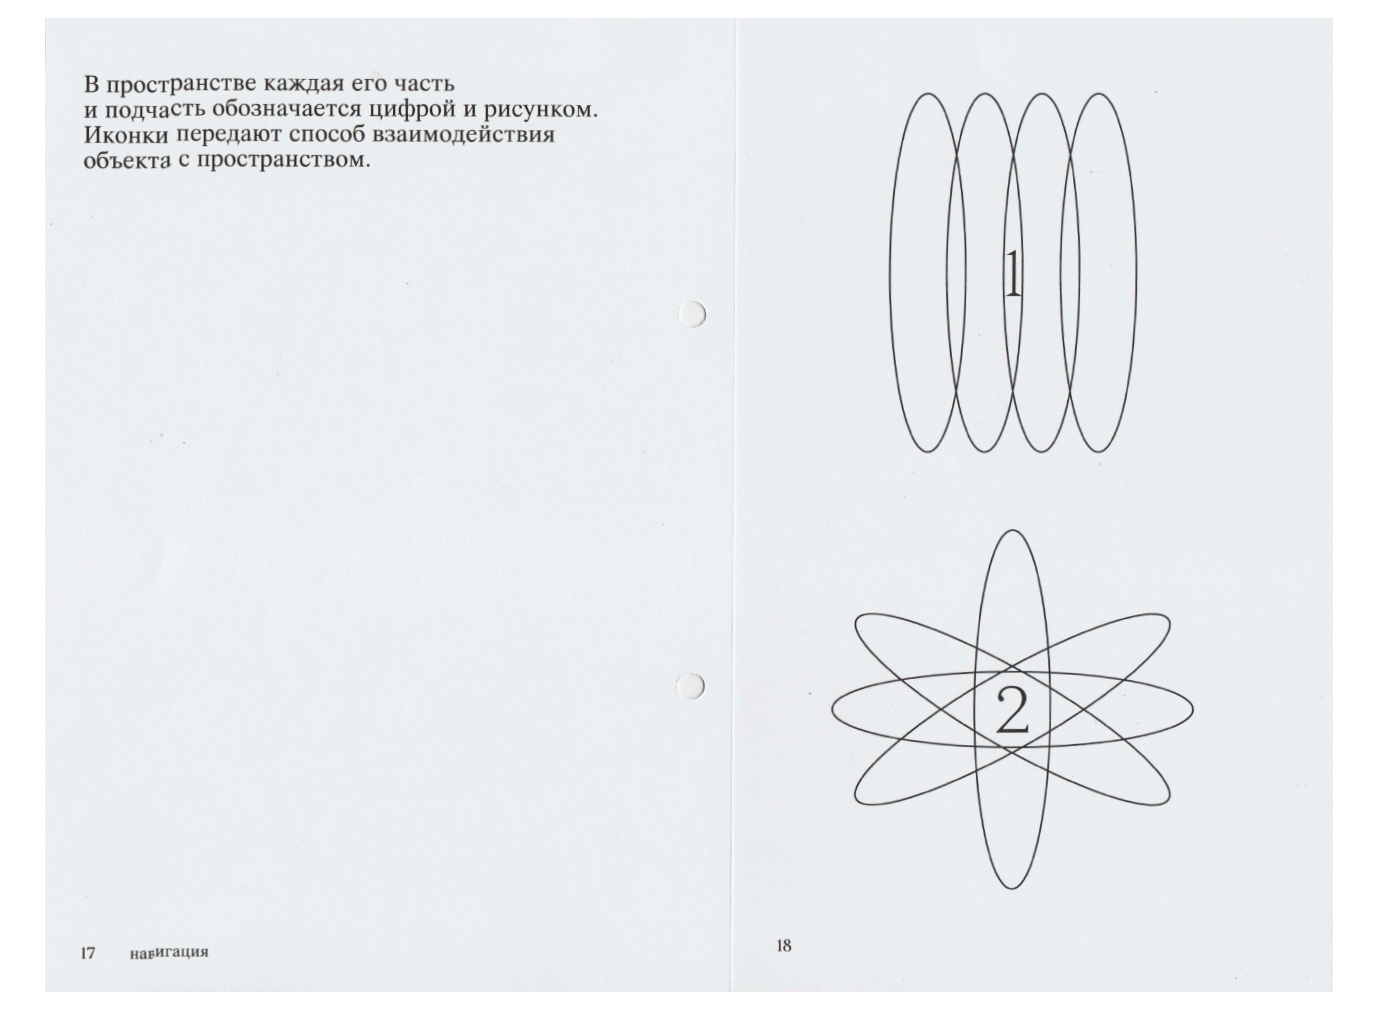 В пространстве каждая его часть
и подчасть обозначается цифрой и рисунком.
Иконки передают способ взаимодействия
объекта с пространством.
1
2
17 навигация
18